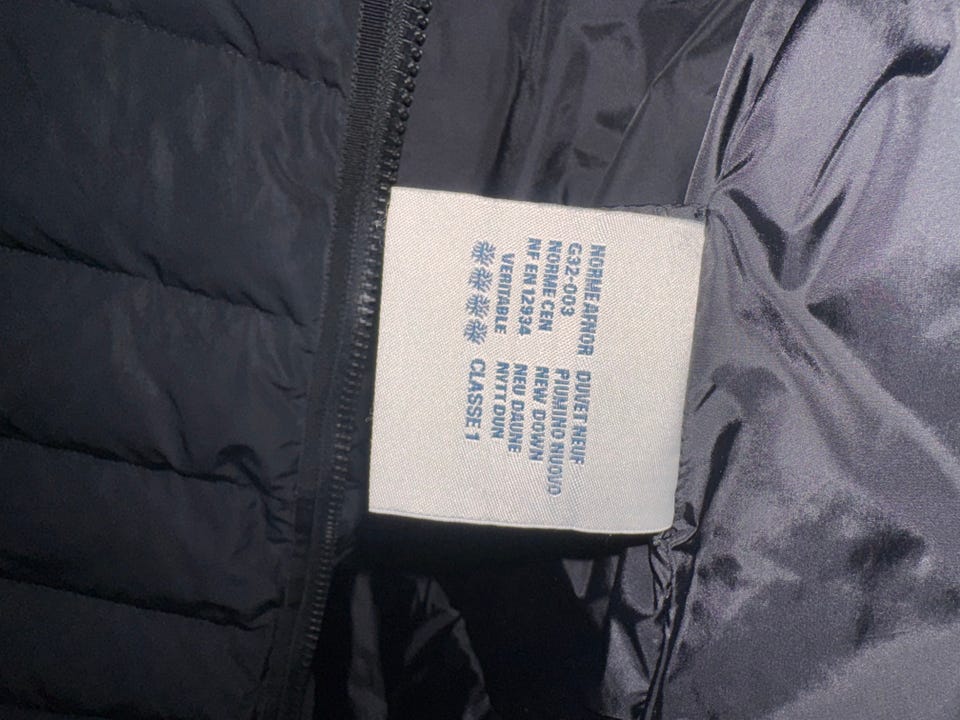 NORME AFNOR DUVET NEUF
G32-003 PIUMINO NUOVO
NORME CEN NEW DOWN
NF EN 12934 NEU DAUNE
VERITABLE NYTT DUN
CLASSE 1